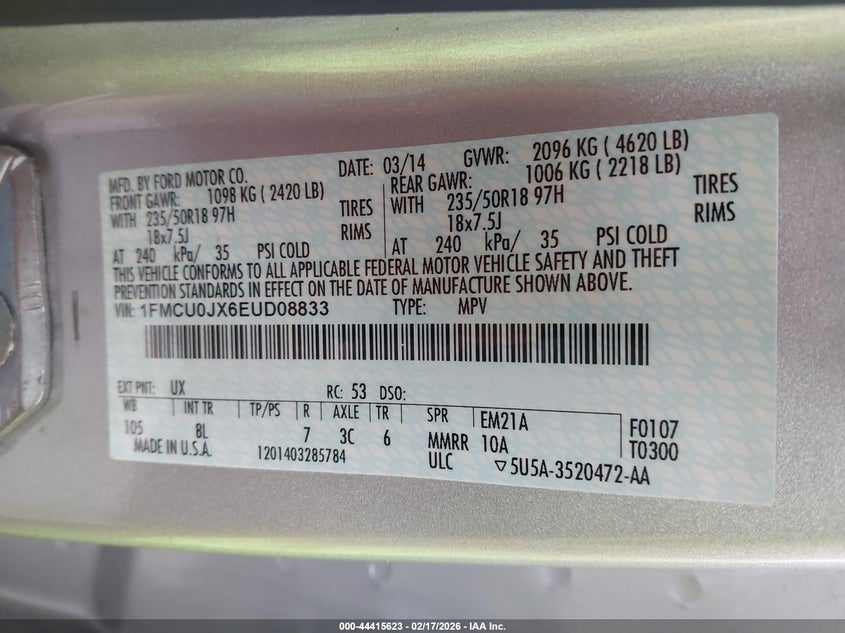 MFD. BY FORD MOTOR CO. DATE: 03/14 GVWR: 2096 KG ( 4620 LB)
FRONT GAWR: 1098 KG ( 2420 LB) REAR GAWR: 1006 KG ( 2218 LB)
WITH 235/50R18 97H TIRES WITH 235/50R18 97H TIRES
18x7.5J RIMS 18x7.5J RIMS
AT 240 kPa/ 35 PSI COLD AT 240 kPa/ 35 PSI COLD
THIS VEHICLE CONFORMS TO ALL APPLICABLE FEDERAL MOTOR VEHICLE SAFETY AND THEFT
PREVENTION STANDARDS IN EFFECT ON THE DATE OF MANUFACTURE SHOWN ABOVE.
VIN: 1FMCU0JX6EUD08833 TYPE: MPV
EXT PNT: UX RC: 53 DSO:
WB INT TR TP/PS R AXLE TR SPR EM21A F0107
105 8L 7 3C 6 MMRR 10A T0300
MADE IN U.S.A. 1201403285784 ULC ▽5U5A-3520472-AA
000-44415623 - 02/17/2026 - IAA Inc.